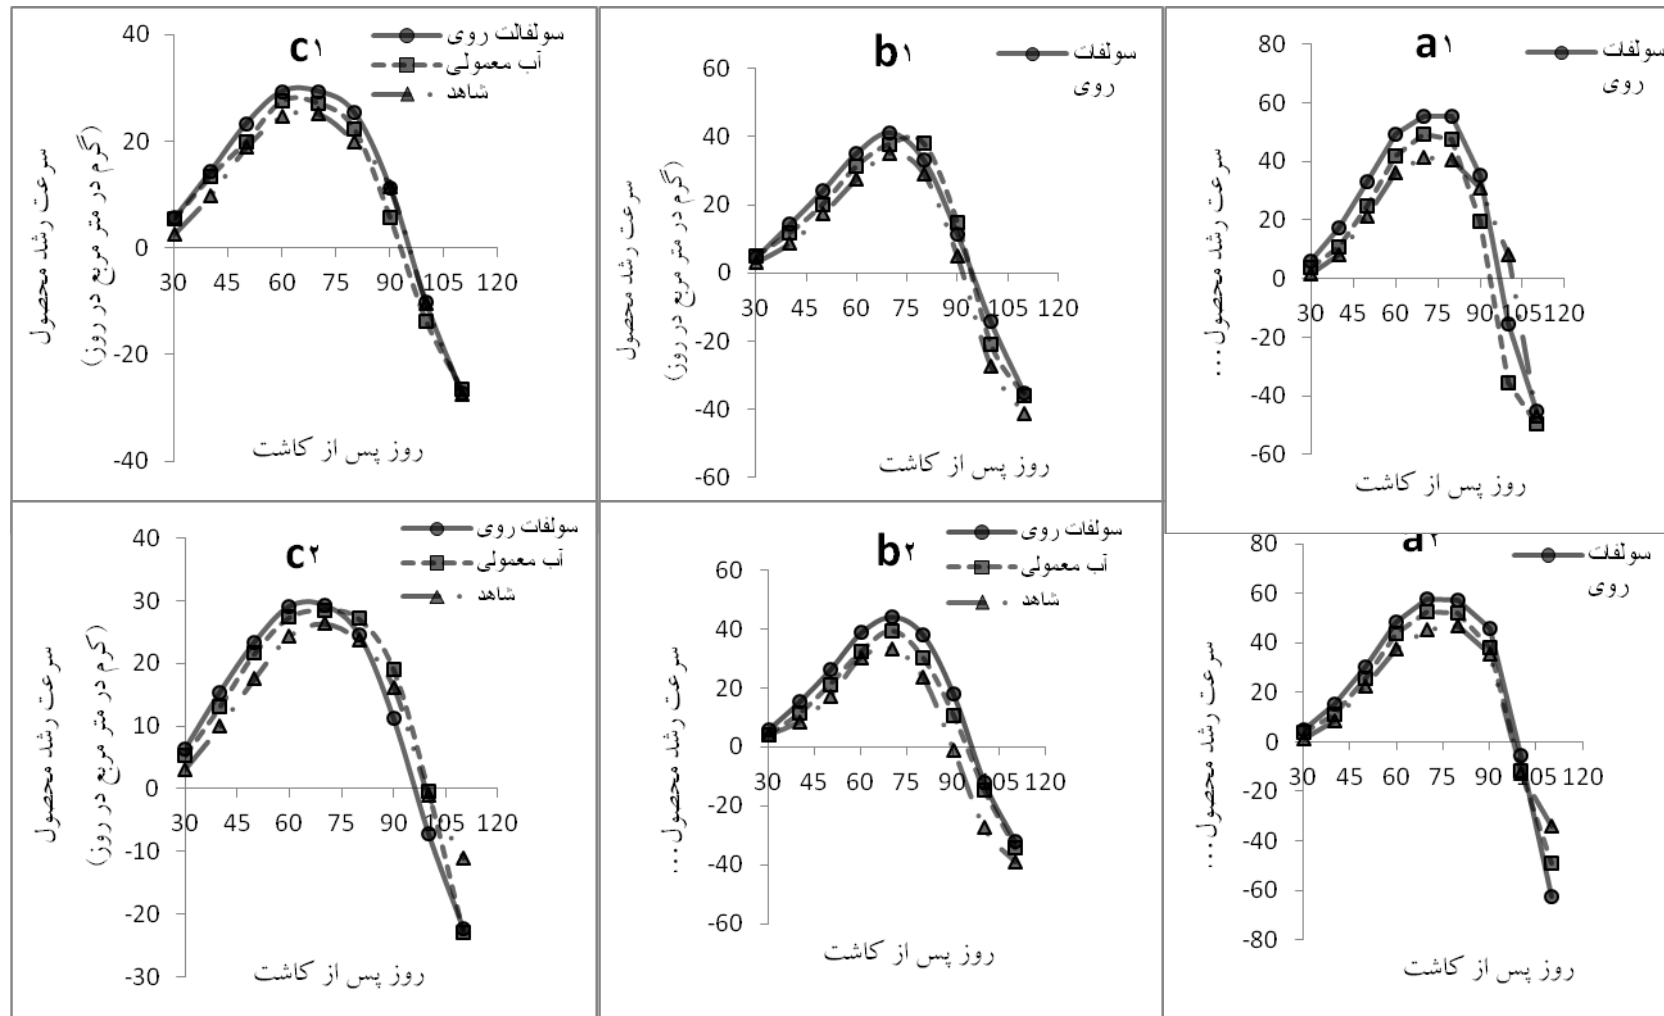 c۱
سولفالت روی
آب معمولی
شاهد
40
20
0
-20
-40
30 45 60 75 90 105 120
سرعت رشد محصول
(گرم در متر مربع در روز)
روز پس از کاشت
b۱
سولفات
روی
60
40
20
0
-20
-40
-60
30 45 60 75 90 105 120
سرعت رشد محصول
(گرم در متر مربع در روز)
روز پس از کاشت
a۱
سولفات
روی
80
60
40
20
0
-20
-40
-60
30 45 60 75 90 105 120
سرعت رشد محصول...
روز پس از کاشت
c۲
سولفات روی
آب معمولی
شاهد
40
30
20
10
0
-10
-20
-30
30 45 60 75 90 105 120
سرعت رشد محصول
(گرم در متر مربع در روز)
روز پس از کاشت
b۲
سولفات روی
آب معمولی
شاهد
60
40
20
0
-20
-40
-60
30 45 60 75 90 105 120
سرعت رشد محصول...
روز پس از کاشت
a۲
سولفات
روی
80
60
40
20
0
-20
-40
-60
-80
30 45 60 75 90 105 120
سرعت رشد محصول...
روز پس از کاشت